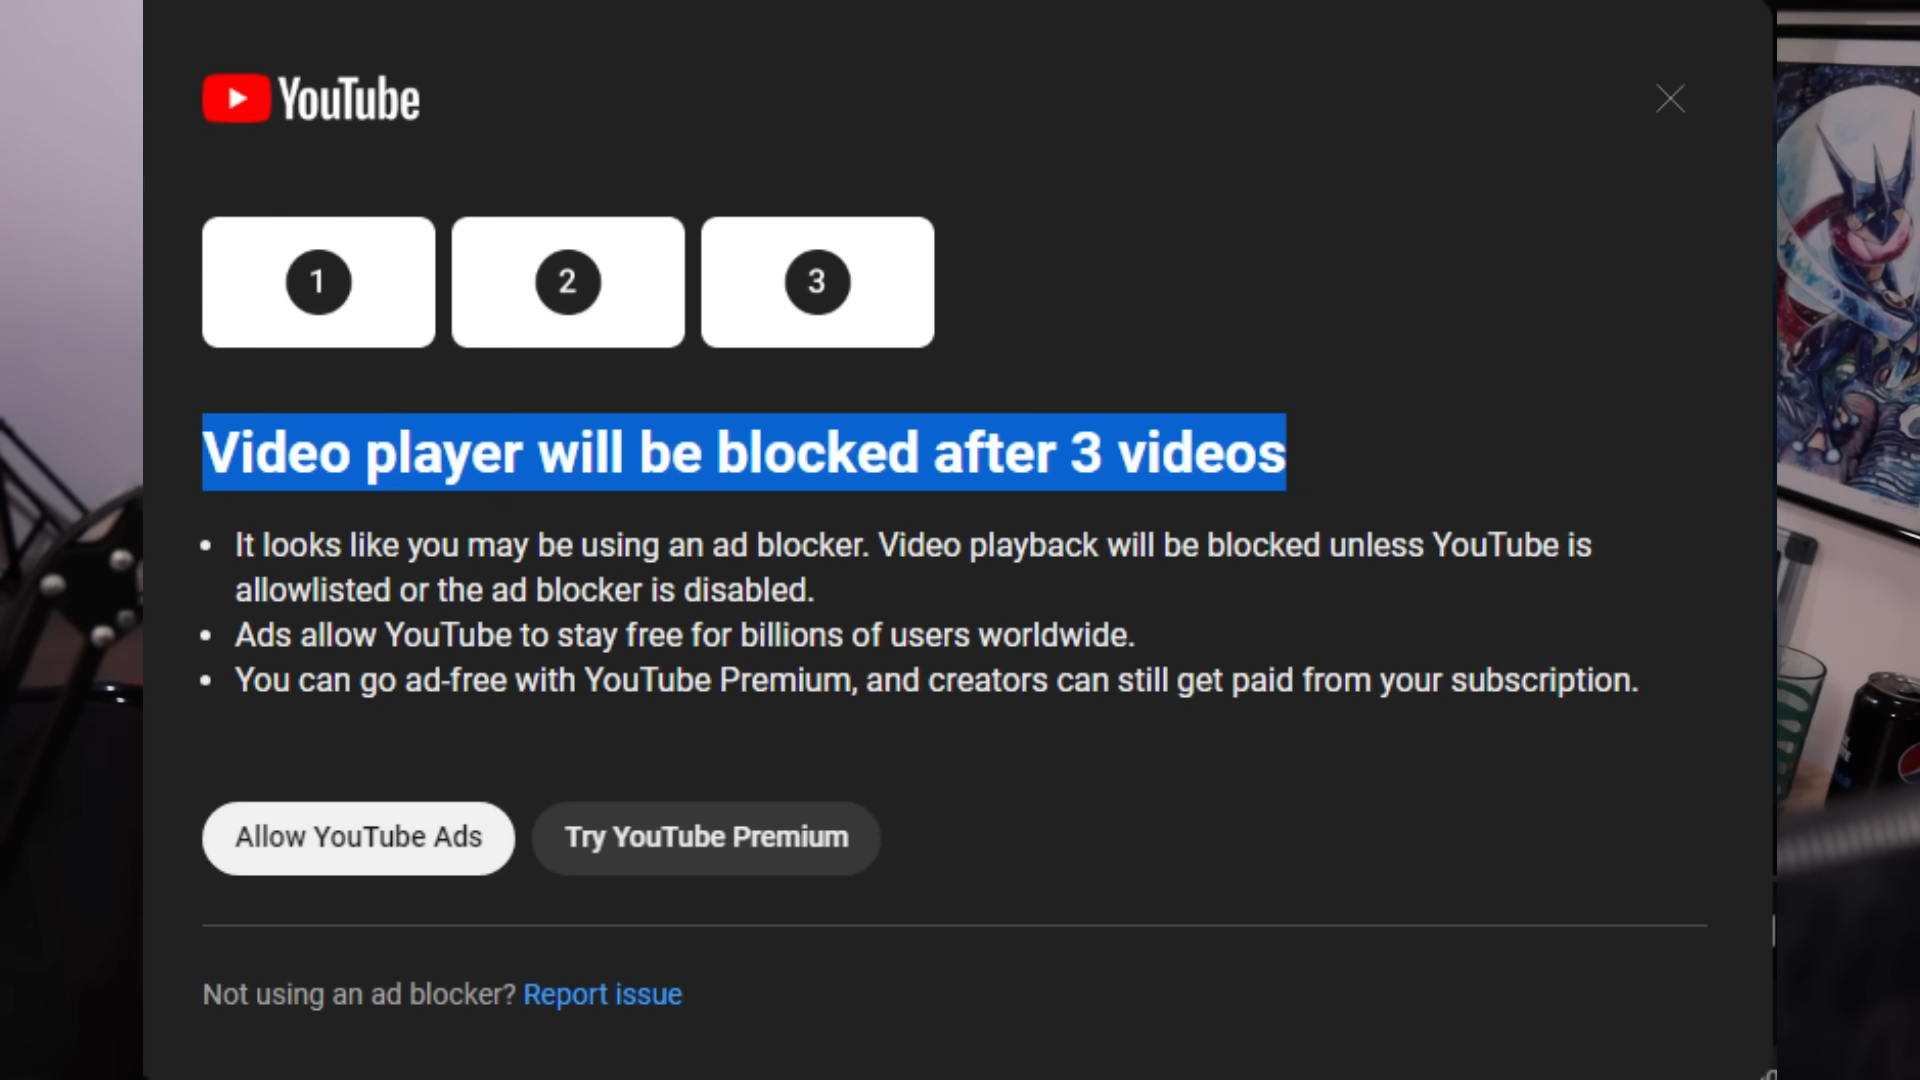 YouTube
1 2 3
Video player will be blocked after 3 videos
• It looks like you may be using an ad blocker. Video playback will be blocked unless YouTube is
allowlisted or the ad blocker is disabled.
• Ads allow YouTube to stay free for billions of users worldwide.
• You can go ad-free with YouTube Premium, and creators can still get paid from your subscription.
Allow YouTube Ads Try YouTube Premium
Not using an ad blocker? Report issue